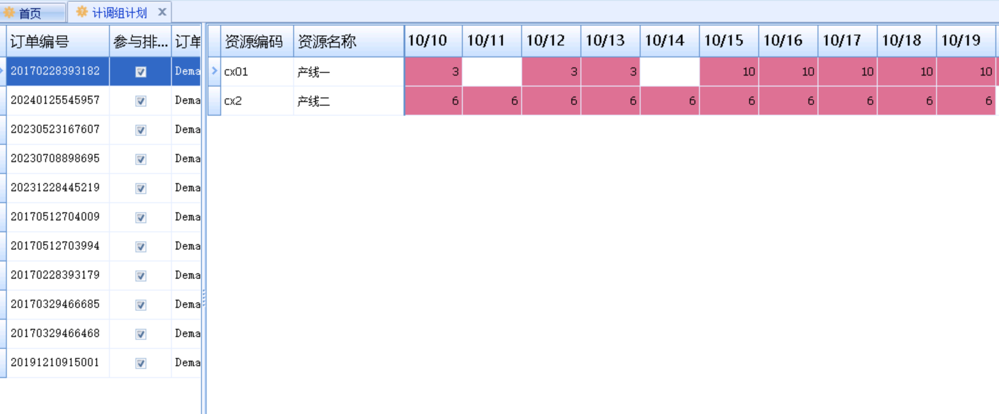 首页 计调组计划
订单编号 参与排... 订单
20170228393182 Dema
20240125545957 Dema
20230523167607 Dema
20230708898695 Dema
20231228445219 Dema
20170512704009 Dema
20170512703994 Dema
20170228393179 Dema
20170329466685 Dema
20170329466468 Dema
20191210915001 Dema
资源编码 资源名称 10/10 10/11 10/12 10/13 10/14 10/15 10/16 10/17 10/18 10/19
cx01 产线一 3 3 3 10 10 10 10 10
cx2 产线二 6 6 6 6 6 6 6 6 6 6